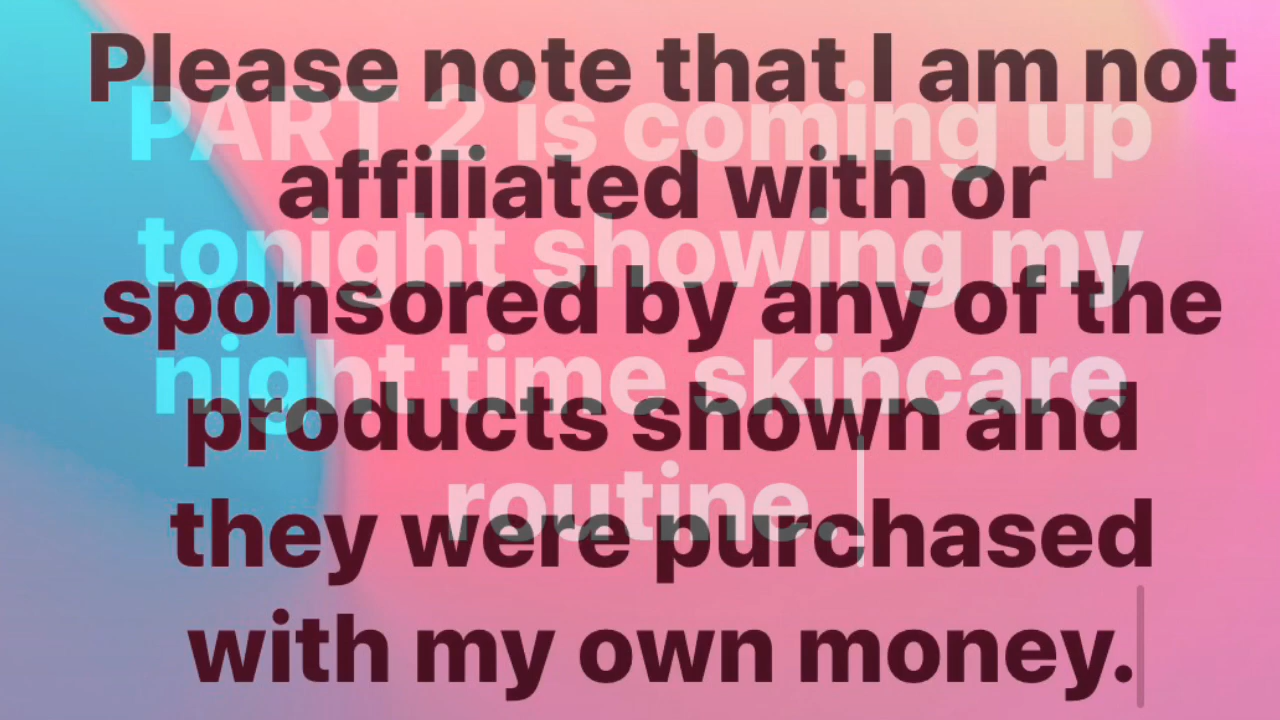 Please note that I am not
affiliated with or
sponsored by any of the
products shown and
they were purchased
with my own money.
PART 2 is coming up
tonight showing my
night time skincare
routine.